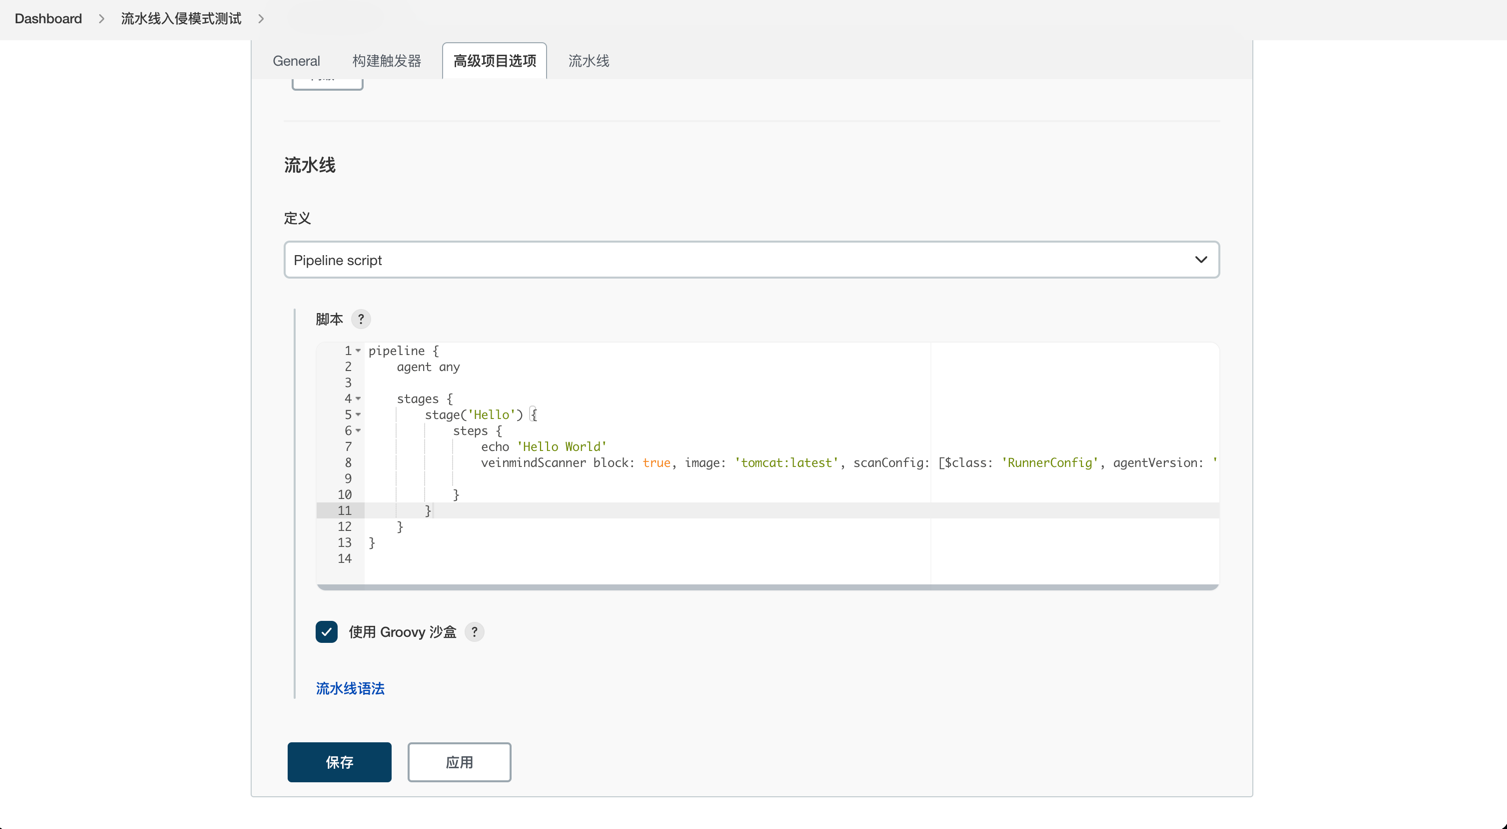 Dashboard > 流水线入侵模式测试 >
General 构建触发器 高级项目选项 流水线
流水线
定义
Pipeline script
脚本 ?
1 pipeline {
2 agent any
3
4 stages {
5 stage('Hello') {
6 steps {
7 echo 'Hello World'
8 veinmindScanner block: true, image: 'tomcat:latest', scanConfig: [$class: 'RunnerConfig', agentVersion: '
9
10 }
11 }
12 }
13 }
14
使用 Groovy 沙盒 ?
流水线语法
保存 应用